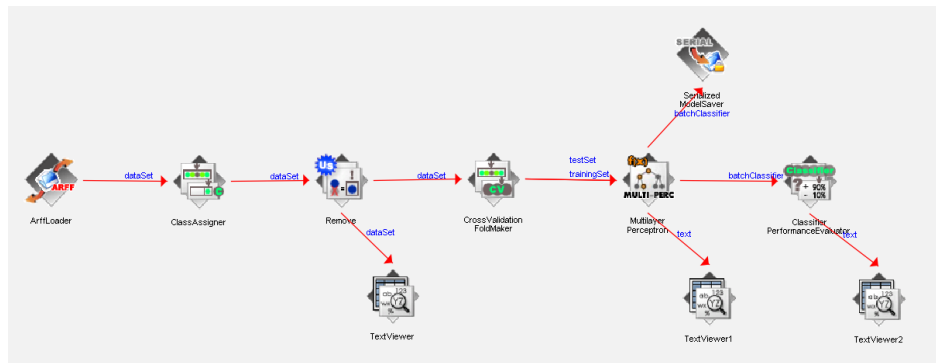 SERIAL
Serialized
ModelSaver
batchClassifier
ARFF
dataSet
ArffLoader
C
dataSet
ClassAssigner
Us
dataSet
Remove
CV
testSet
trainingSet
CrossValidation
FoldMaker
f(x)
MULTI-PERC
batchClassifier
Multilayer
Perceptron
Classifier
? + 90%
- 10%
Classifier
PerformanceEvaluator
dataSet
text
text
TextViewer
TextViewer1
TextViewer2